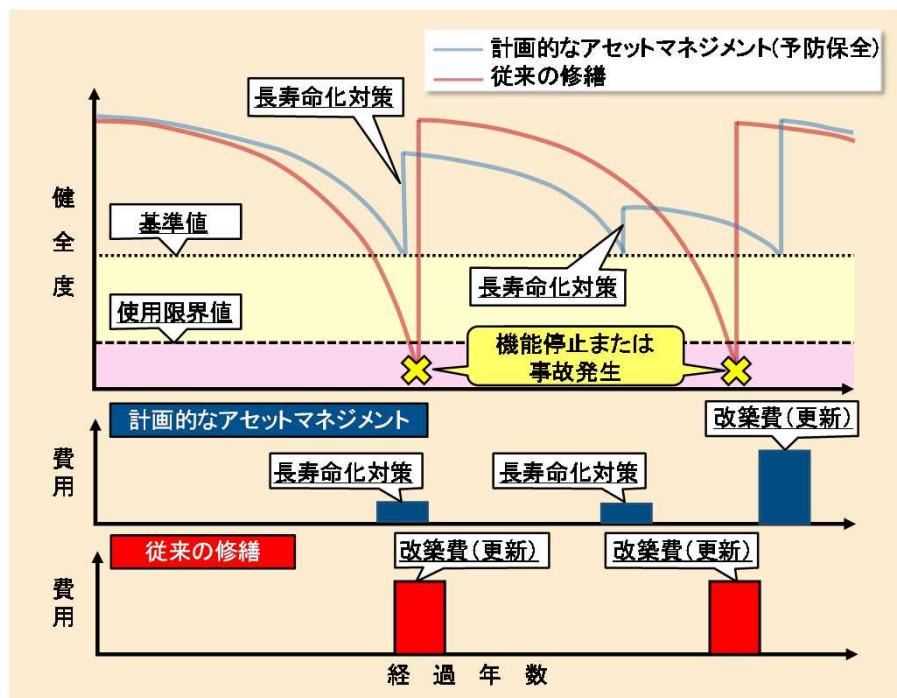 計画的なアセットマネジメント(予防保全)
従来の修繕
長寿命化対策
健全度
基準値
長寿命化対策
使用限界値
機能停止または
事故発生
計画的なアセットマネジメント
改築費(更新)
費用
長寿命化対策
長寿命化対策
従来の修繕
改築費(更新)
改築費(更新)
費用
経過年数